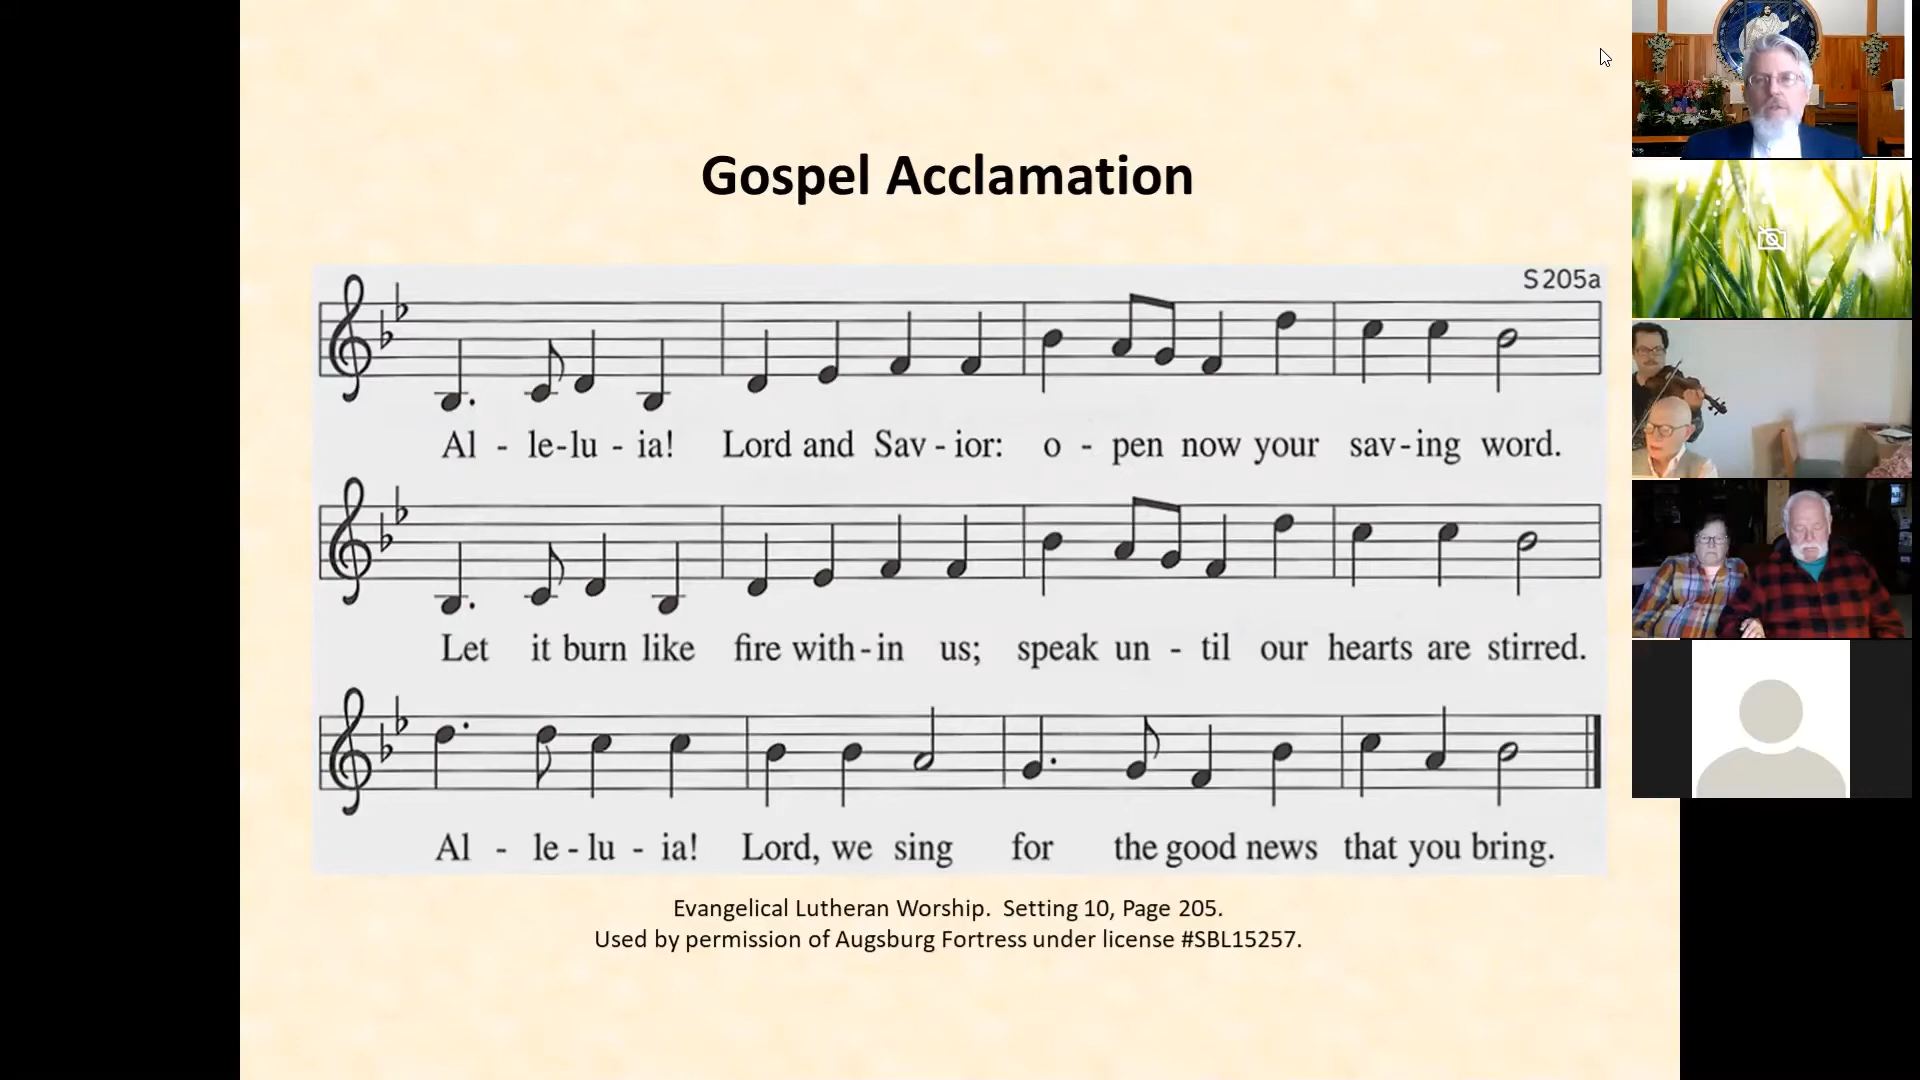 Gospel Acclamation
S205a
Al - le-lu - ia! Lord and Sav - ior: o - pen now your sav-ing word.
Let it burn like fire with-in us; speak un - til our hearts are stirred.
Al - le-lu - ia! Lord, we sing for the good news that you bring.
Evangelical Lutheran Worship. Setting 10, Page 205.
Used by permission of Augsburg Fortress under license #SBL15257.